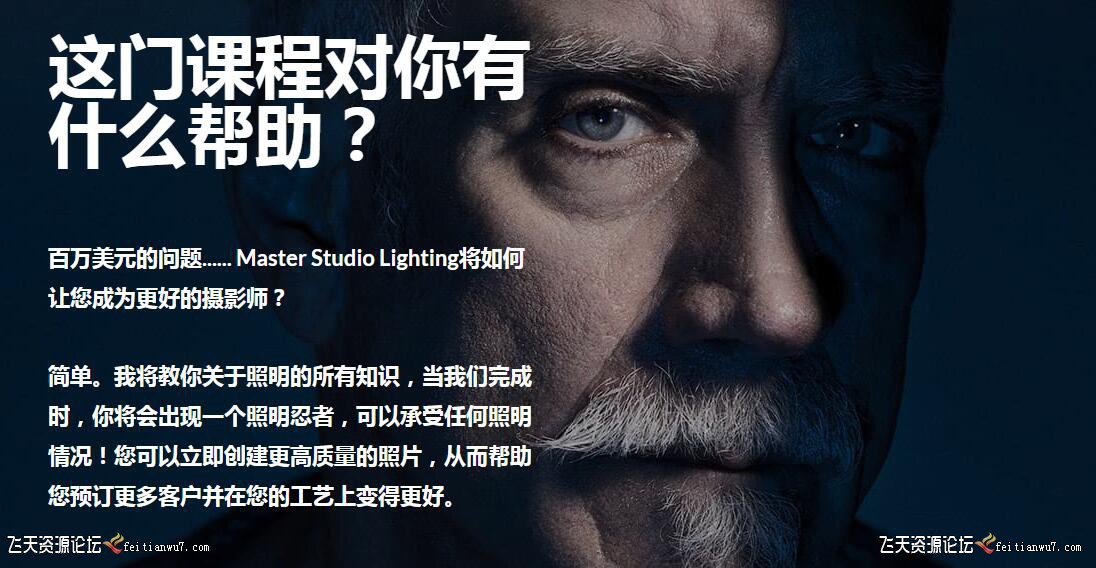 这门课程对你有
什么帮助？
百万美元的问题...... Master Studio Lighting将如何
让您成为更好的摄影师？
简单。我将教你关于照明的所有知识，当我们完成
时，你将会出现一个照明忍者，可以承受任何照明
情况！您可以立即创建更高质量的照片，从而帮助
您预订更多客户并在您的工艺上变得更好。
飞天资源论坛 feitianwu7.com
飞天资源论坛 feitianwu7.com